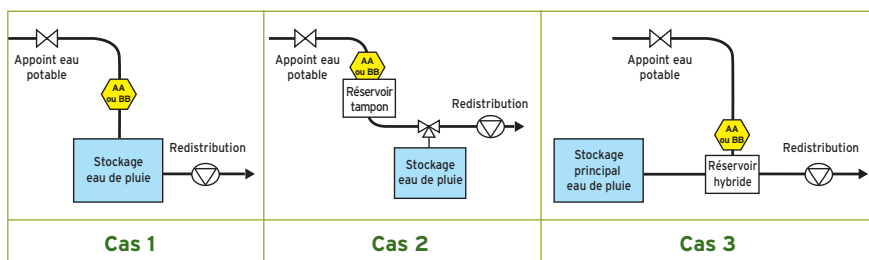 Appoint eau
potable
AA
ou BB
Stockage
eau de pluie
Redistribution
Cas 1
Appoint eau
potable
AA
ou BB
Réservoir
tampon
Redistribution
Stockage
eau de pluie
Cas 2
Appoint eau
potable
AA
ou BB
Stockage
principal
eau de pluie
Réservoir
hybride
Redistribution
Cas 3